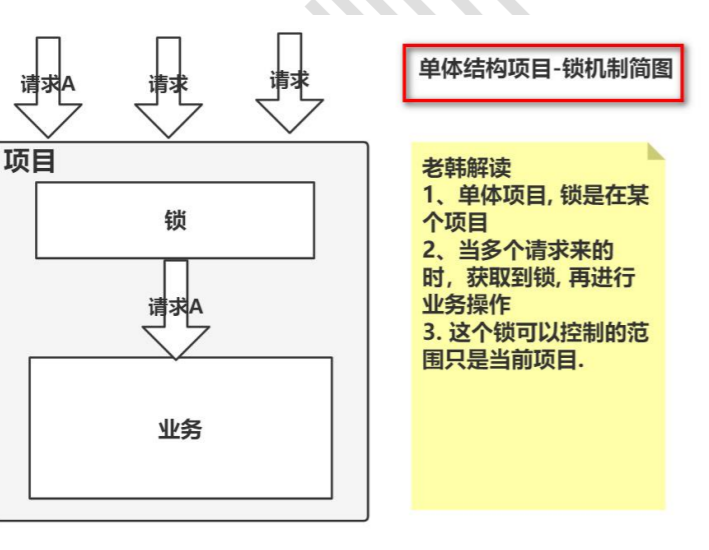 请求A
请求
请求
单体结构项目-锁机制简图
项目
锁
请求A
业务
老韩解读
1、单体项目, 锁是在某
个项目
2、当多个请求来的
时，获取到锁, 再进行
业务操作
3. 这个锁可以控制的范
围只是当前项目.